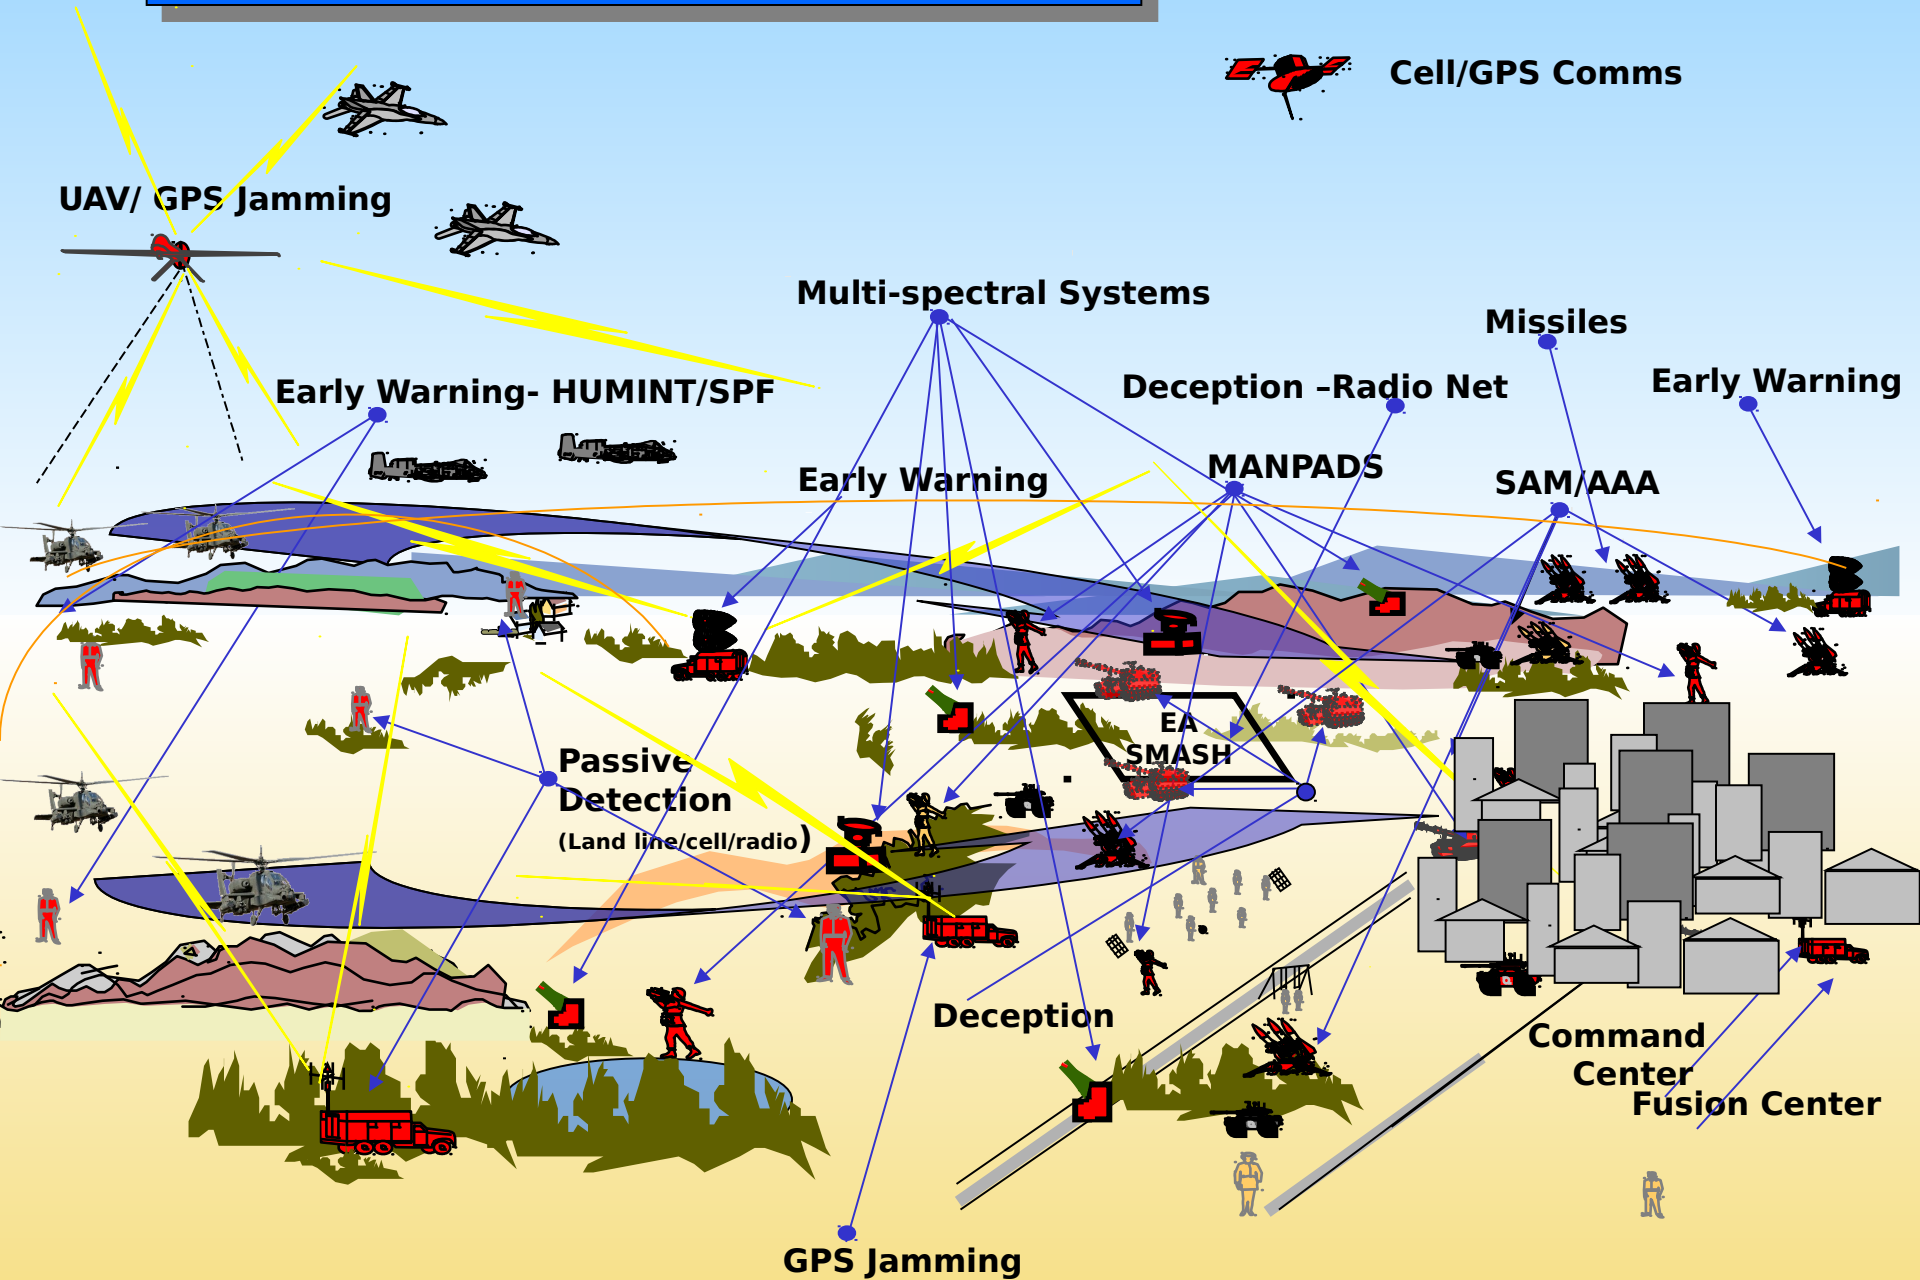 Cell/GPS Comms
UAV/ GPS Jamming
Multi-spectral Systems
Missiles
Early Warning- HUMINT/SPF
Deception –Radio Net
Early Warning
Early Warning
MANPADS
SAM/AAA
EA
SMASH
Passive
Detection
(Land line/cell/radio)
Deception
Command
Center
Fusion Center
GPS Jamming